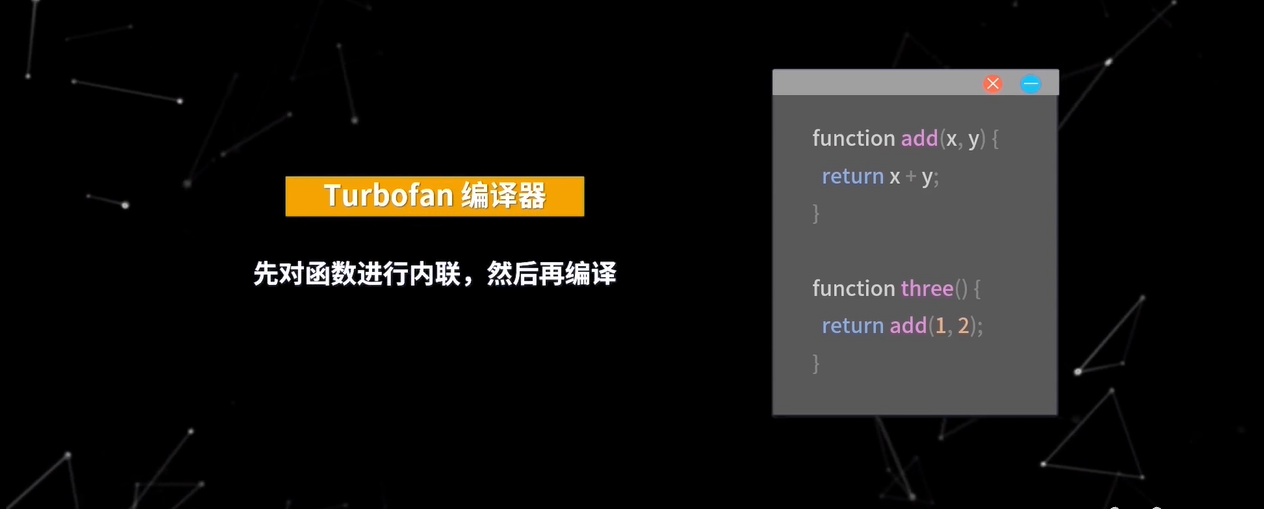 Turbofan 编译器
先对函数进行内联，然后再编译
function add(x, y) {
return x + y;
}
function three() {
return add(1, 2);
}